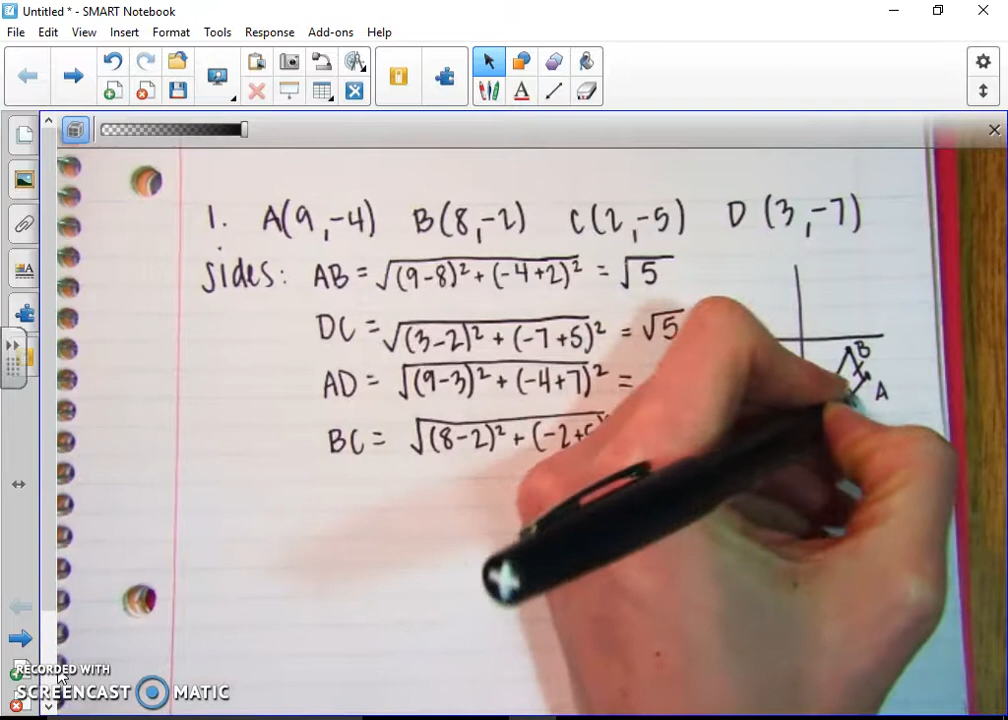 Untitled * - SMART Notebook
File Edit View Insert Format Tools Response Add-ons Help
1. A(9,-4) B(8,-2) C(2,-5) D(3,-7)
sides: AB = √(9-8)² + (-4+2)² = √5
DC = √(3-2)² + (-7+5)² = √5
AD = √(9-3)² + (-4+7)² =
BC = √(8-2)² + (-2+
B
A
RECORDED WITH
SCREENCAST MATIC